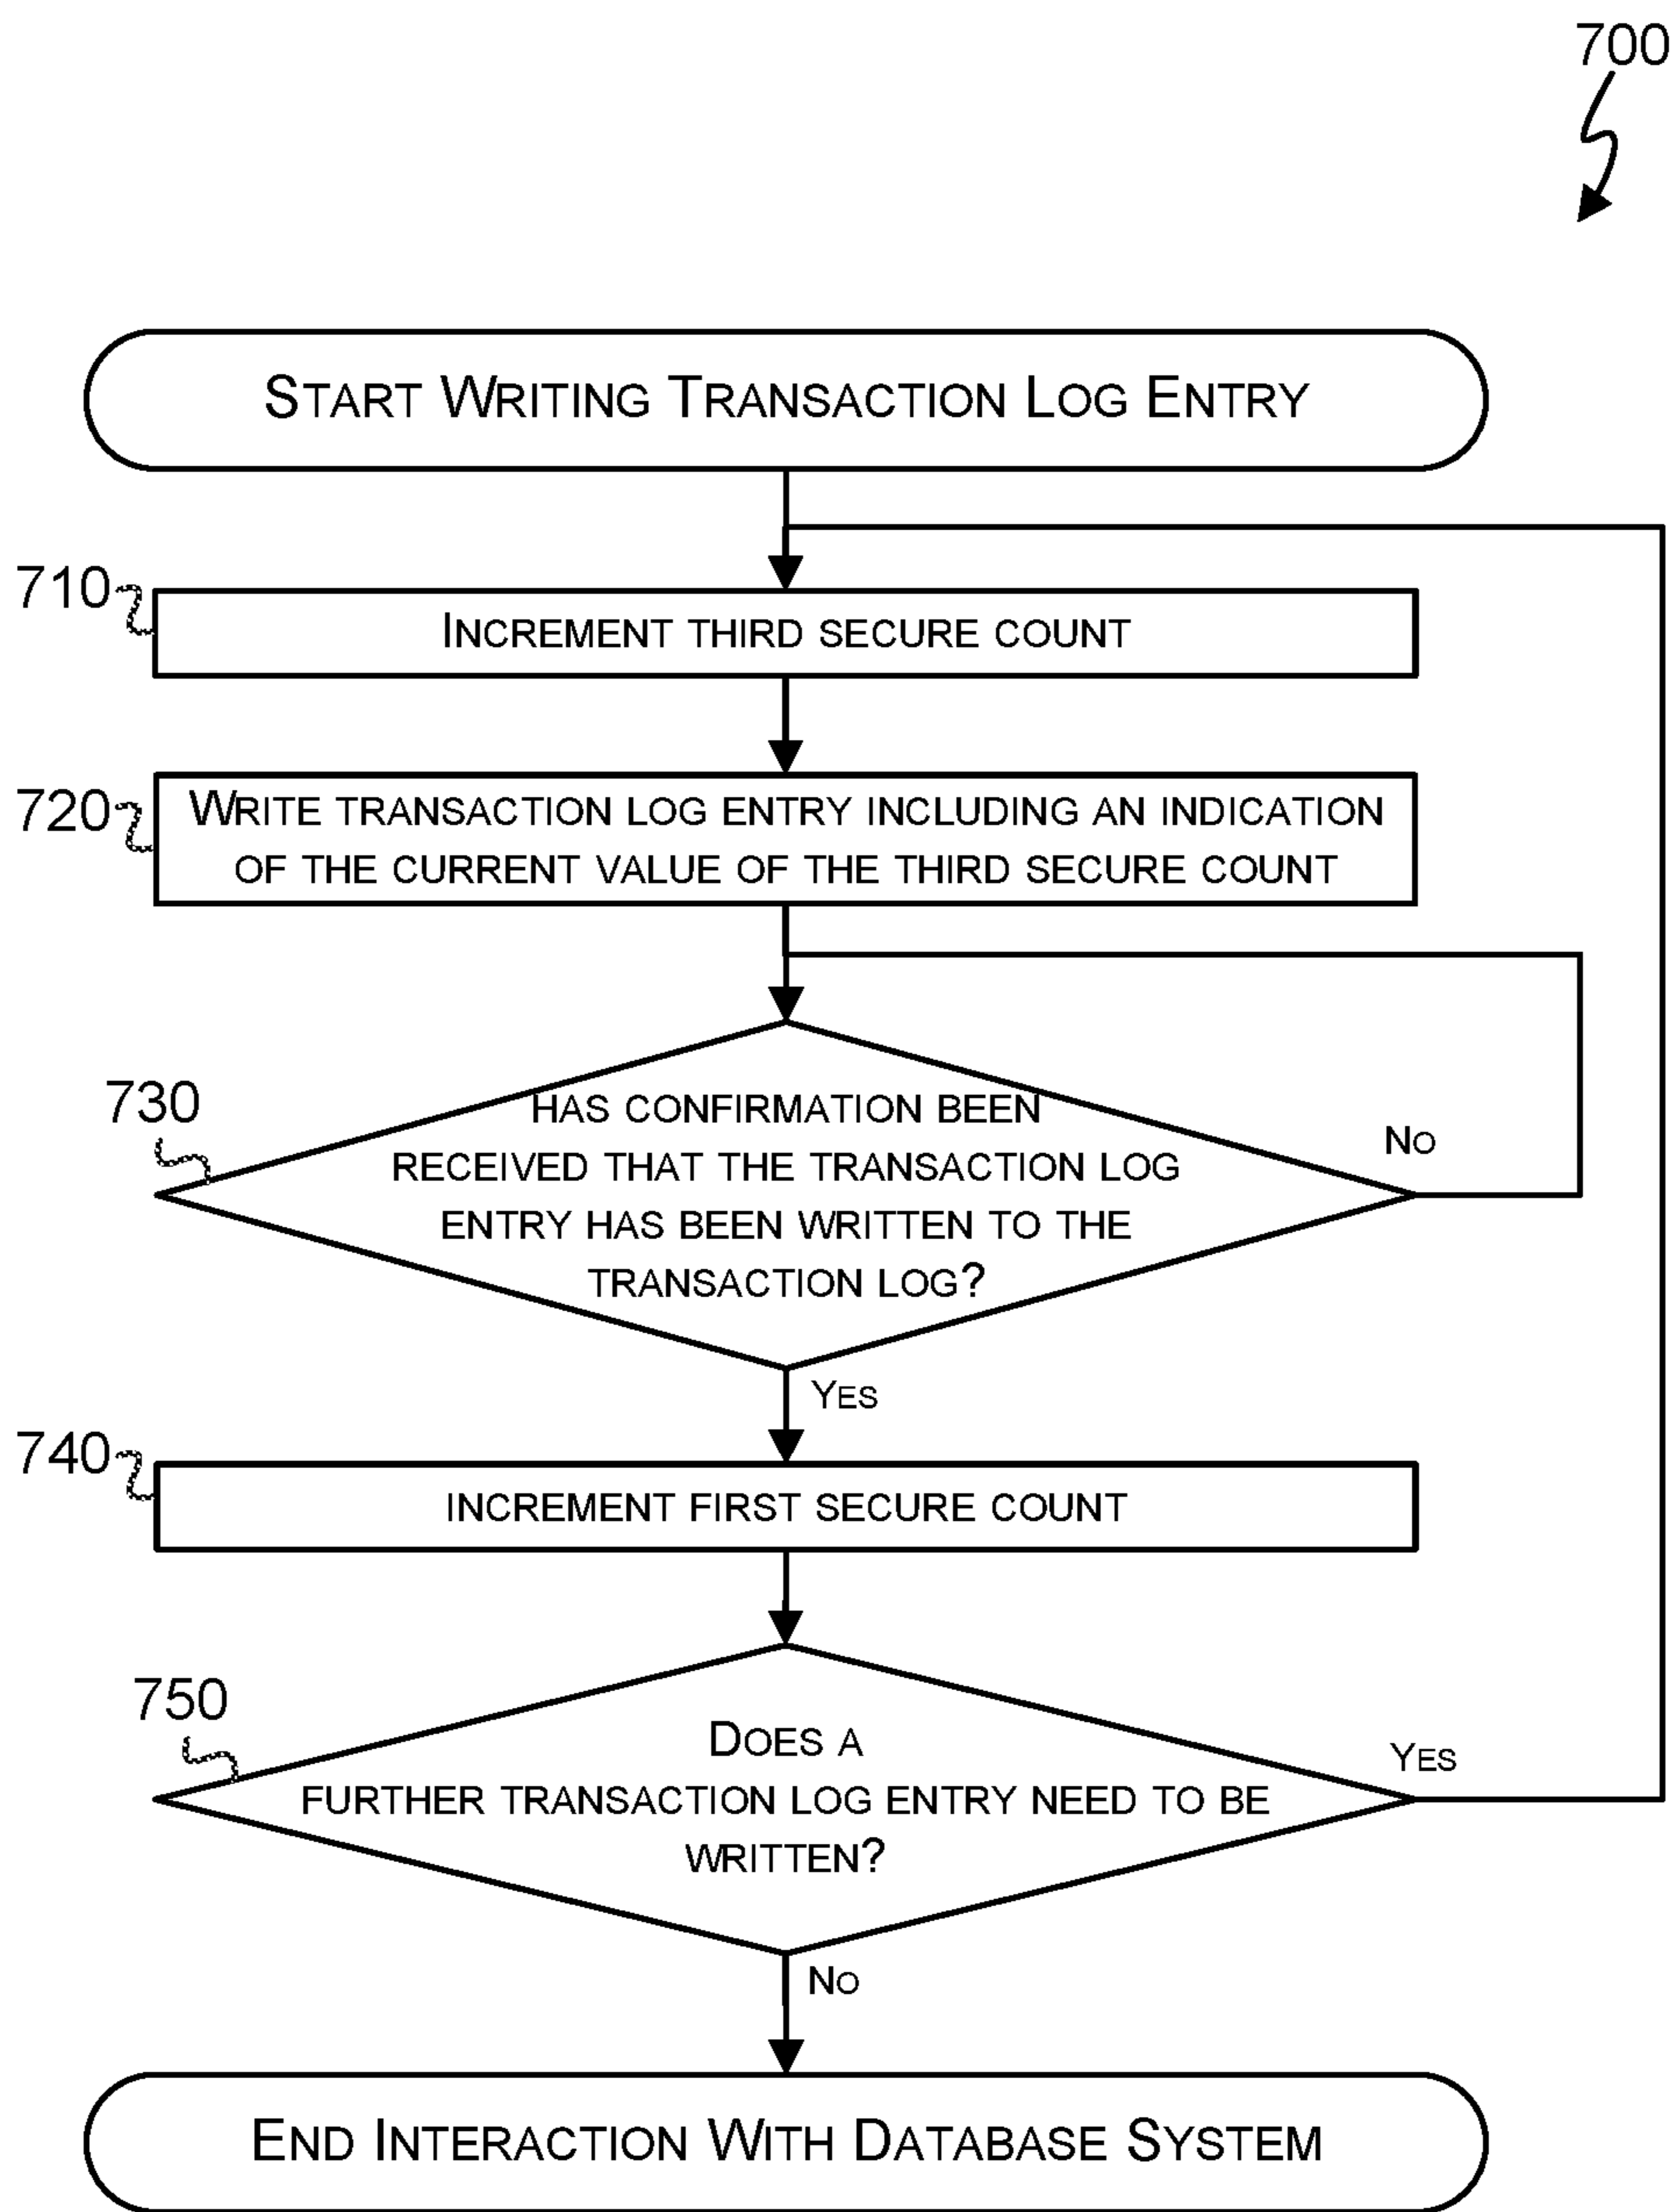 700
START WRITING TRANSACTION LOG ENTRY
710
INCREMENT THIRD SECURE COUNT
720
WRITE TRANSACTION LOG ENTRY INCLUDING AN INDICATION
OF THE CURRENT VALUE OF THE THIRD SECURE COUNT
730
HAS CONFIRMATION BEEN
RECEIVED THAT THE TRANSACTION LOG
ENTRY HAS BEEN WRITTEN TO THE
TRANSACTION LOG?
NO
YES
740
INCREMENT FIRST SECURE COUNT
750
DOES A
FURTHER TRANSACTION LOG ENTRY NEED TO BE
WRITTEN?
YES
NO
END INTERACTION WITH DATABASE SYSTEM